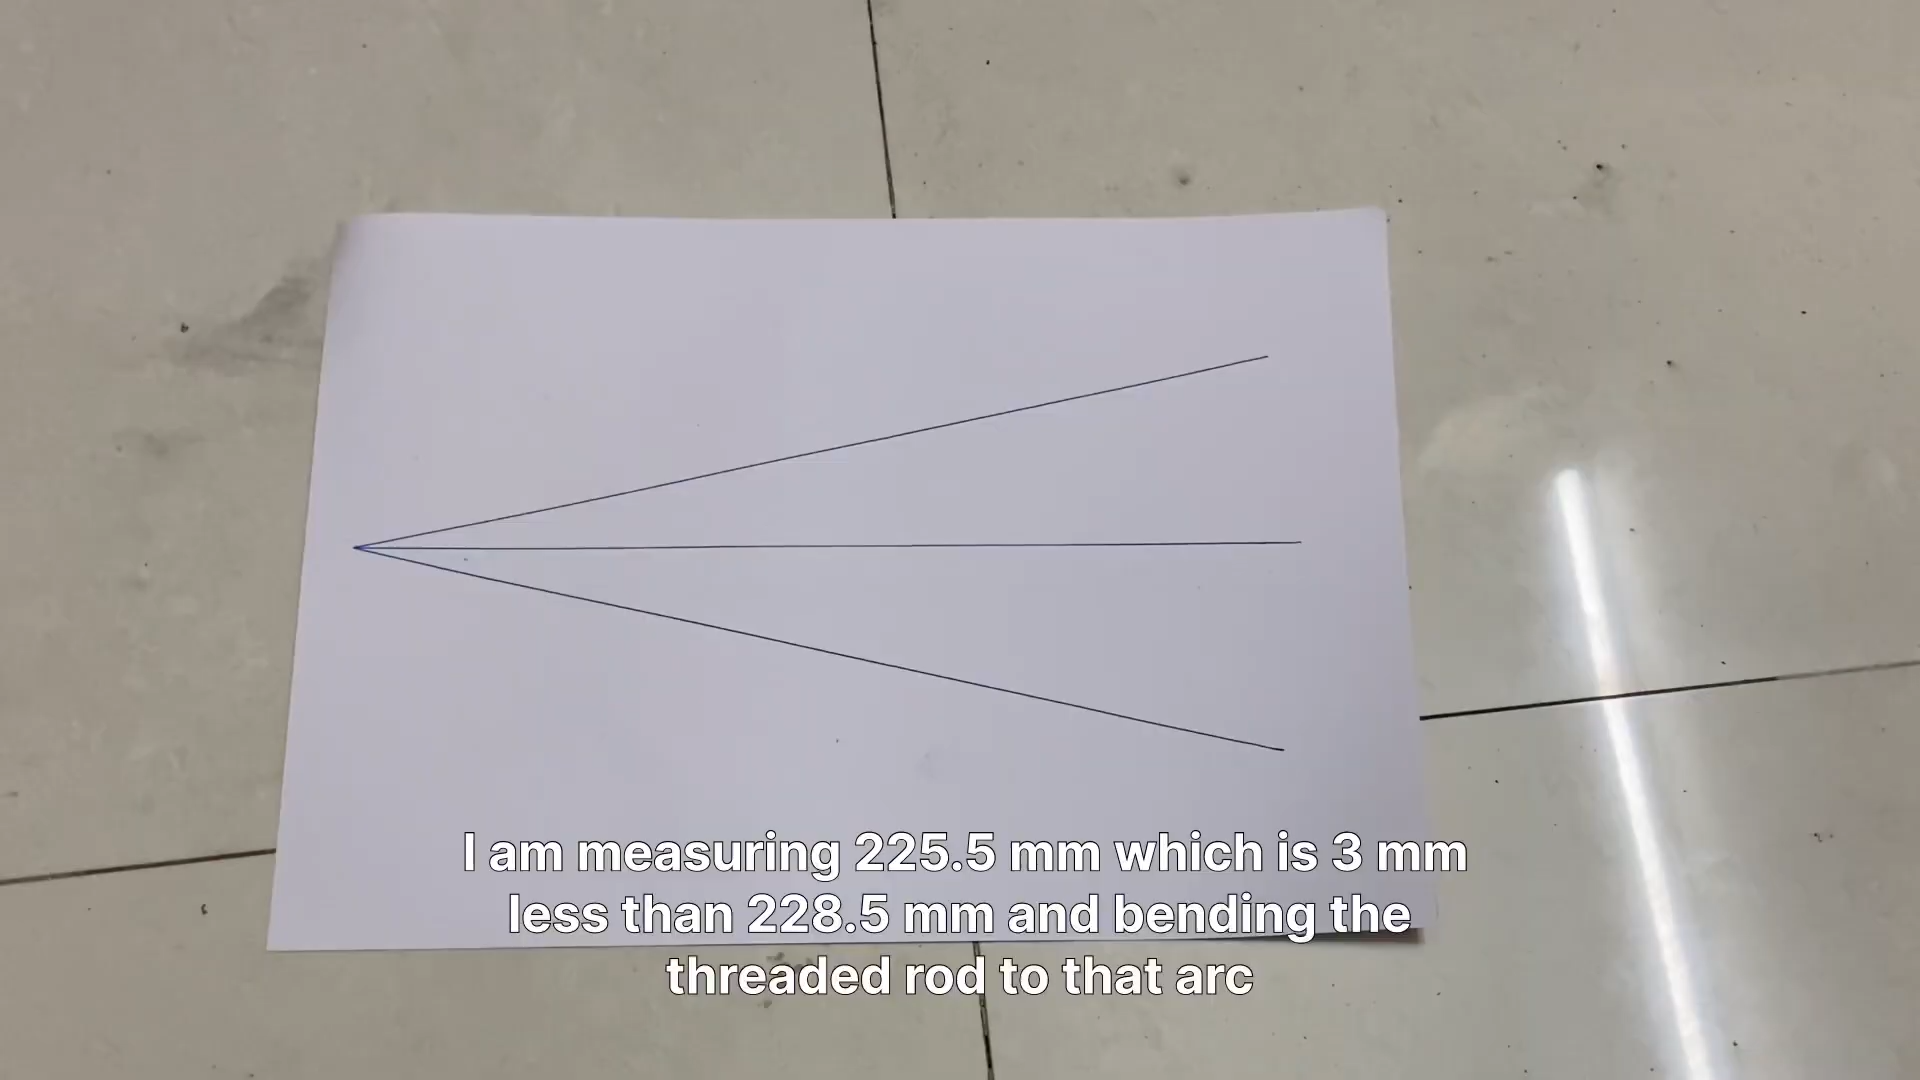 I am measuring 225.5 mm which is 3 mm
less than 228.5 mm and bending the
threaded rod to that arc